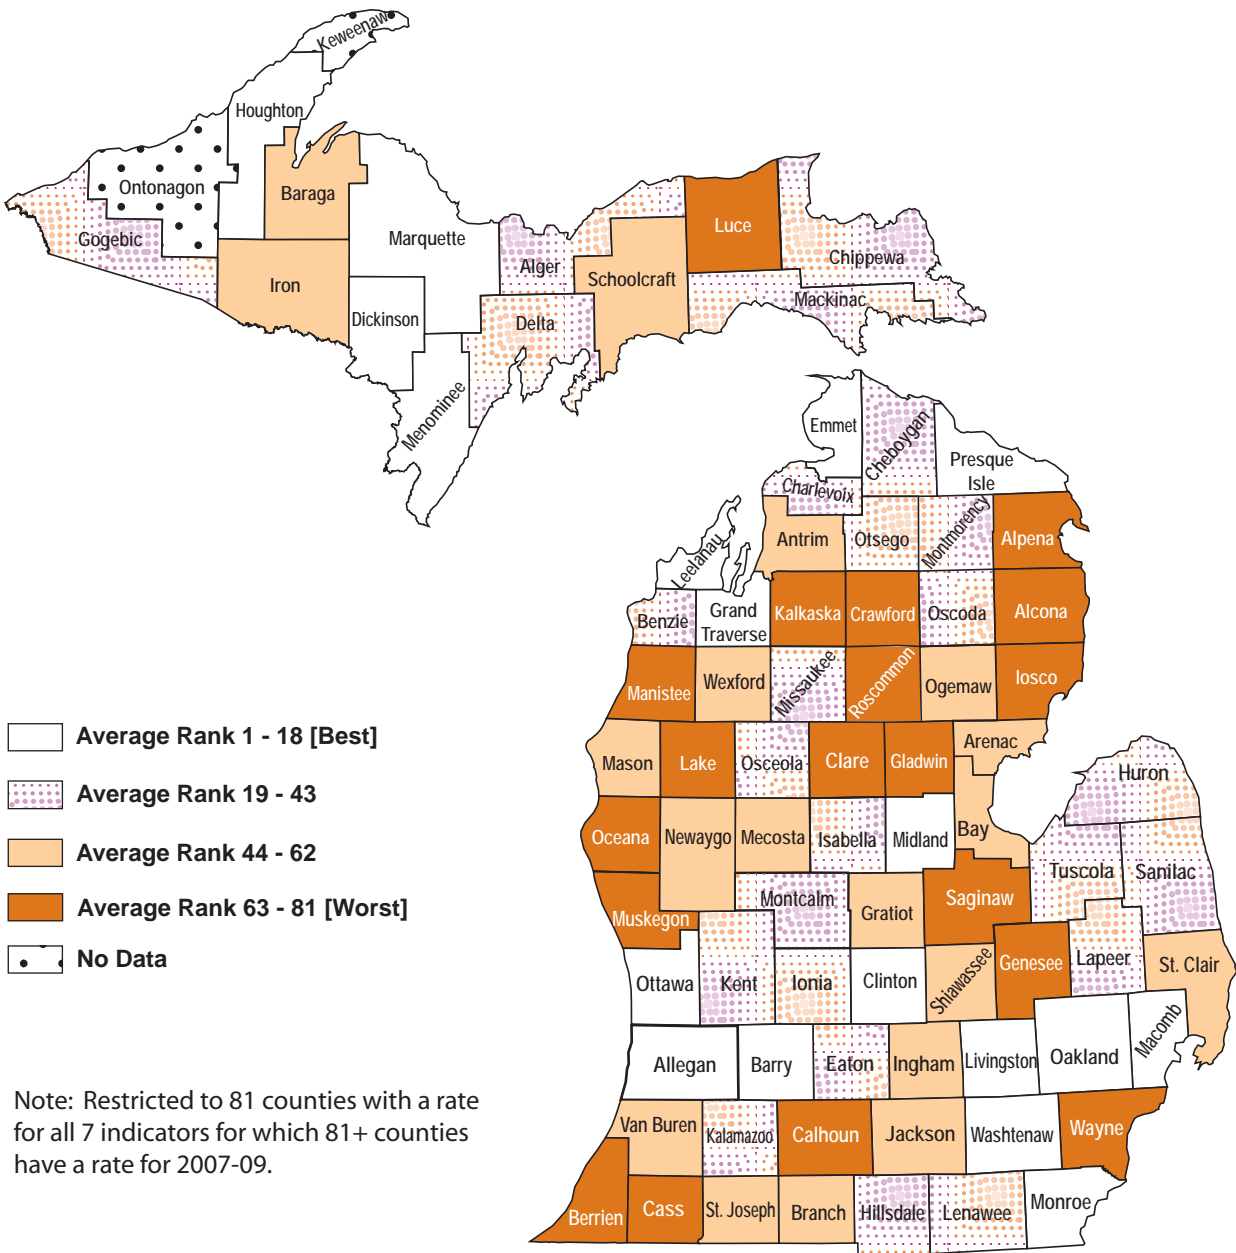 Keweenaw
Houghton
Ontonagon
Baraga
Gogebic
Marquette
Luce
Alger
Chippewa
Iron
Schoolcraft
Mackinac
Dickinson
Delta
Menominee
Emmet
Cheboygan
Presque
Isle
Charlevoix
Leelanau
Antrim
Otsego
Montmorency
Alpena
Benzie
Grand
Traverse
Kalkaska
Crawford
Oscoda
Alcona
Manistee
Wexford
Missaukee
Roscommon
Ogemaw
Iosco
Mason
Lake
Osceola
Clare
Gladwin
Arenac
Huron
Oceana
Newaygo
Mecosta
Isabella
Midland
Bay
Tuscola
Sanilac
Muskegon
Montcalm
Gratiot
Saginaw
Ottawa
Kent
Ionia
Clinton
Shiawassee
Genesee
Lapeer
St. Clair
Allegan
Barry
Eaton
Ingham
Livingston
Oakland
Macomb
Van Buren
Kalamazoo
Calhoun
Jackson
Washtenaw
Wayne
Berrien
Cass
St. Joseph
Branch
Hillsdale
Lenawee
Monroe
Average Rank 1 - 18 [Best]
Average Rank 19 - 43
Average Rank 44 - 62
Average Rank 63 - 81 [Worst]
No Data
Note: Restricted to 81 counties with a rate
for all 7 indicators for which 81+ counties
have a rate for 2007-09.